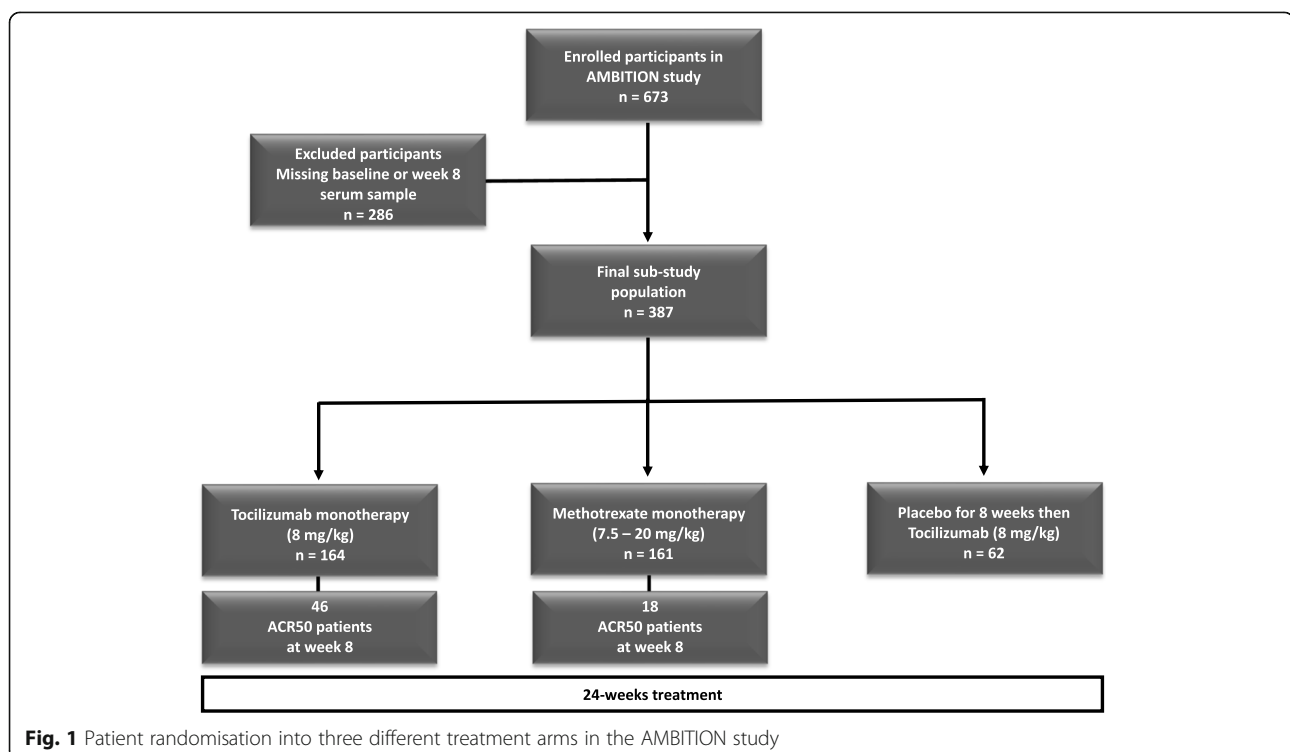 Enrolled participants in
AMBITION study
n = 673
Excluded participants
Missing baseline or week 8
serum sample
n = 286
Final sub-study
population
n = 387
Tocilizumab monotherapy
(8 mg/kg)
n = 164
Methotrexate monotherapy
(7.5 – 20 mg/kg)
n = 161
Placebo for 8 weeks then
Tocilizumab (8 mg/kg)
n = 62
46
ACR50 patients
at week 8
18
ACR50 patients
at week 8
24-weeks treatment
Fig. 1 Patient randomisation into three different treatment arms in the AMBITION study